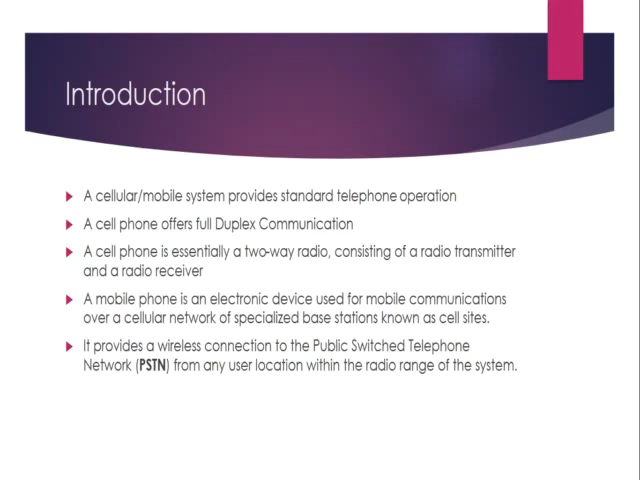 Introduction
A cellular/mobile system provides standard telephone operation
A cell phone offers full Duplex Communication
A cell phone is essentially a two-way radio, consisting of a radio transmitter
and a radio receiver
A mobile phone is an electronic device used for mobile communications
over a cellular network of specialized base stations known as cell sites.
It provides a wireless connection to the Public Switched Telephone
Network (PSTN) from any user location within the radio range of the system.